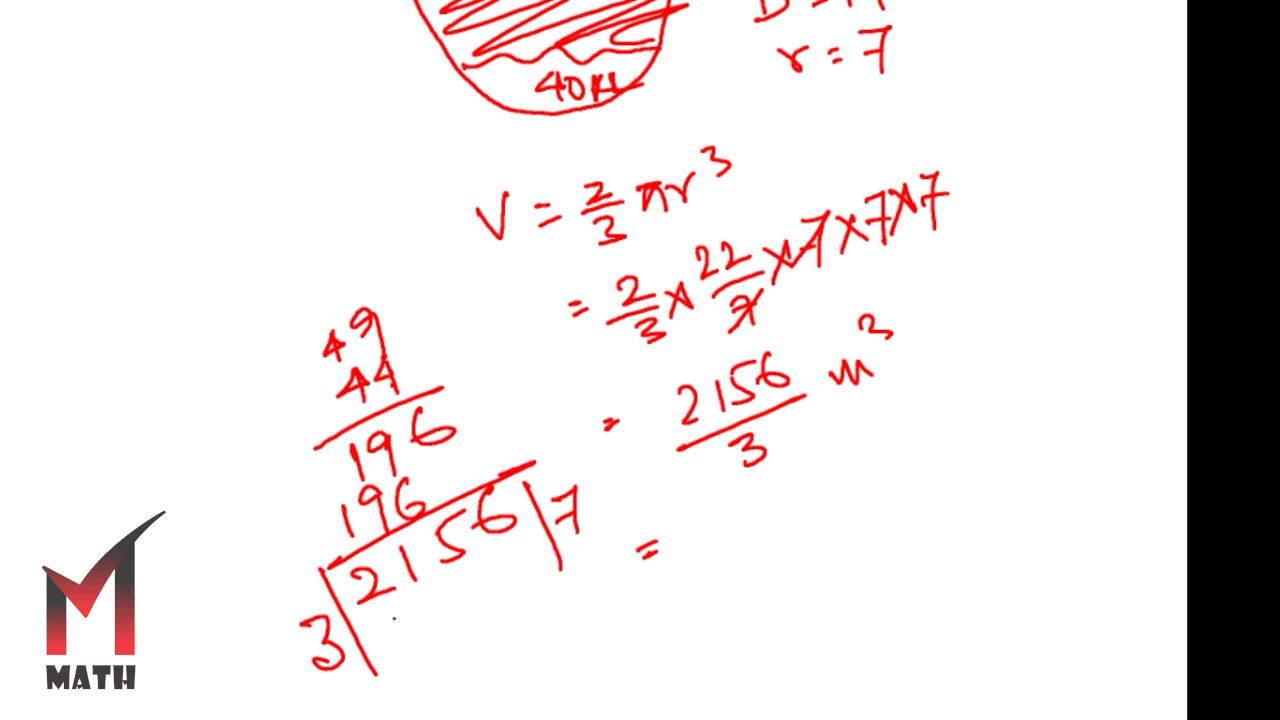 r = 7
40KL
V = 2/3 πr³
= 2/3 × 22/7 × 7 × 7 × 7
= 2156/3 m³
=
49
44
196
196
3 | 2156 | 7
MATH